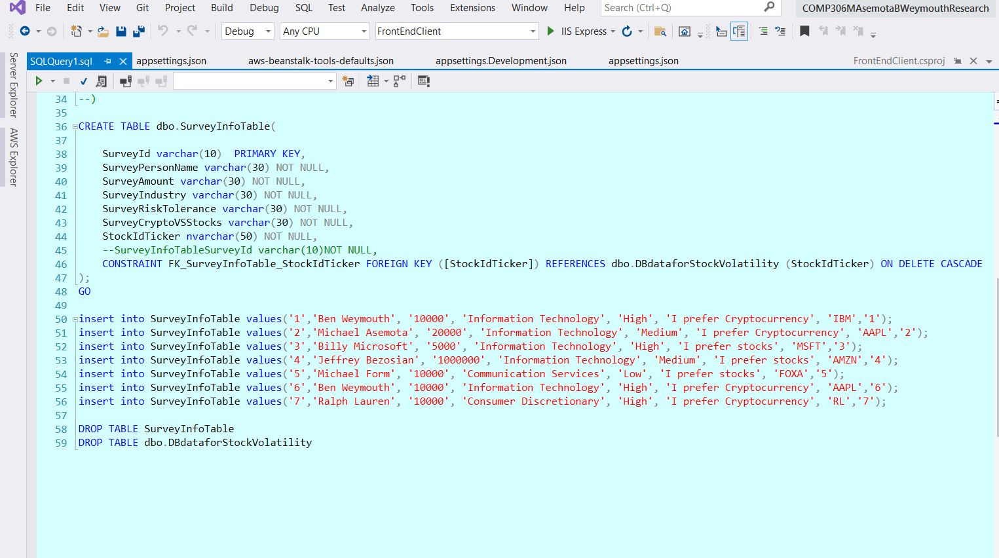 File Edit View Git Project Build Debug SQL Test Analyze Tools Extensions Window Help Search (Ctrl+Q) COMP306MAsemotaBWeymouthResearch
Debug Any CPU FrontEndClient IIS Express
SQLQuery1.sql appsettings.json aws-beanstalk-tools-defaults.json appsettings.Development.json appsettings.json FrontEndClient.csproj
Server Explorer
AWS Explorer
34 --)
35
36 CREATE TABLE dbo.SurveyInfoTable(
37
38 SurveyId varchar(10)  PRIMARY KEY,
39 SurveyPersonName varchar(30) NOT NULL,
40 SurveyAmount varchar(30) NOT NULL,
41 SurveyIndustry varchar(30) NOT NULL,
42 SurveyRiskTolerance varchar(30) NOT NULL,
43 SurveyCryptoVSStocks varchar(30) NOT NULL,
44 StockIdTicker nvarchar(50) NOT NULL,
45 --SurveyInfoTableSurveyId varchar(10)NOT NULL,
46 CONSTRAINT FK_SurveyInfoTable_StockIdTicker FOREIGN KEY ([StockIdTicker]) REFERENCES dbo.DBdataforStockVolatility (StockIdTicker) ON DELETE CASCADE
47 );
48 GO
49
50 insert into SurveyInfoTable values('1','Ben Weymouth', '10000', 'Information Technology', 'High', 'I prefer Cryptocurrency', 'IBM','1');
51 insert into SurveyInfoTable values('2','Michael Asemota', '20000', 'Information Technology', 'Medium', 'I prefer Cryptocurrency', 'AAPL','2');
52 insert into SurveyInfoTable values('3','Billy Microsoft', '5000', 'Information Technology', 'High', 'I prefer stocks', 'MSFT','3');
53 insert into SurveyInfoTable values('4','Jeffrey Bezosian', '1000000', 'Information Technology', 'Medium', 'I prefer stocks', 'AMZN','4');
54 insert into SurveyInfoTable values('5','Michael Form', '10000', 'Communication Services', 'Low', 'I prefer stocks', 'FOXA','5');
55 insert into SurveyInfoTable values('6','Ben Weymouth', '10000', 'Information Technology', 'High', 'I prefer Cryptocurrency', 'AAPL','6');
56 insert into SurveyInfoTable values('7','Ralph Lauren', '10000', 'Consumer Discretionary', 'High', 'I prefer Cryptocurrency', 'RL','7');
57
58 DROP TABLE SurveyInfoTable
59 DROP TABLE dbo.DBdataforStockVolatility